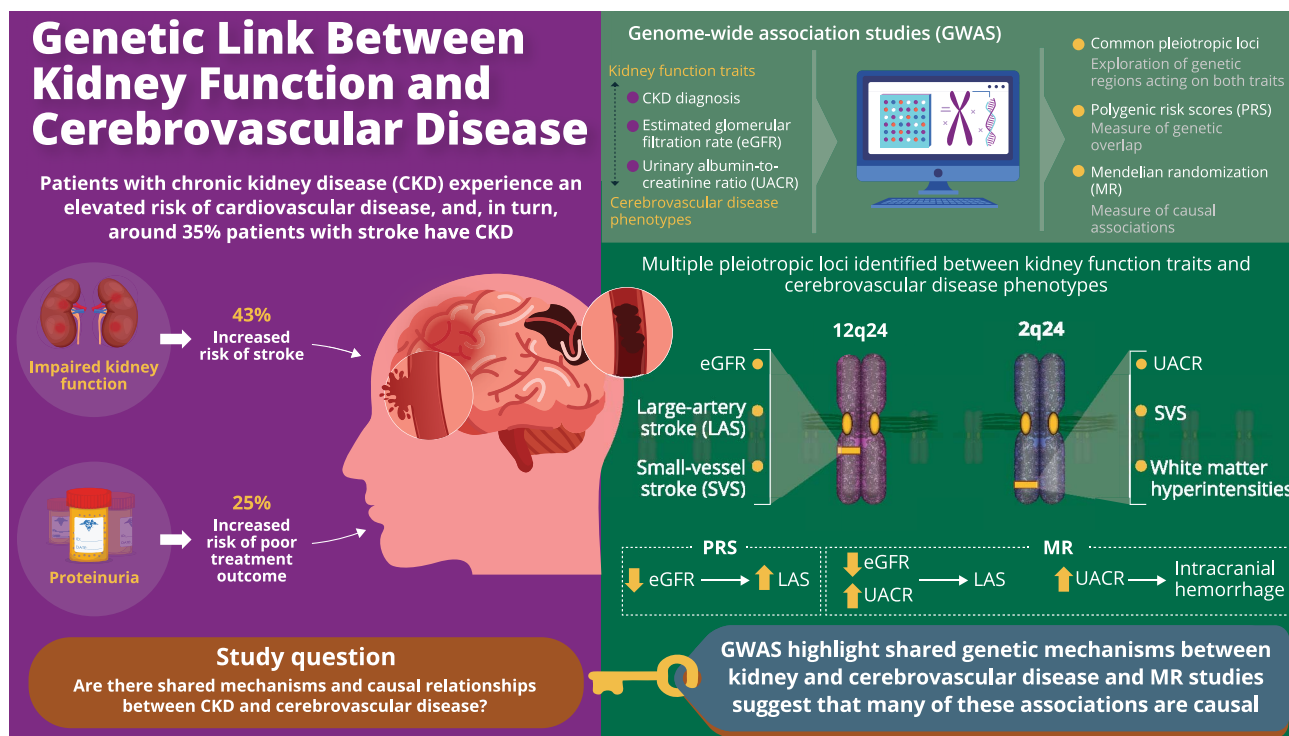 Genetic Link Between
Kidney Function and
Cerebrovascular Disease
Patients with chronic kidney disease (CKD) experience an
elevated risk of cardiovascular disease, and, in turn,
around 35% patients with stroke have CKD
Impaired kidney
function
43%
Increased
risk of stroke
Proteinuria
25%
Increased
risk of poor
treatment
outcome
Study question
Are there shared mechanisms and causal relationships
between CKD and cerebrovascular disease?
Genome-wide association studies (GWAS)
Kidney function traits
CKD diagnosis
Estimated glomerular
filtration rate (eGFR)
Urinary albumin-to-
creatinine ratio (UACR)
Cerebrovascular disease
phenotypes
Common pleiotropic loci
Exploration of genetic
regions acting on both traits
Polygenic risk scores (PRS)
Measure of genetic
overlap
Mendelian randomization
(MR)
Measure of causal
associations
Multiple pleiotropic loci identified between kidney function traits and
cerebrovascular disease phenotypes
12q24
eGFR
Large-artery
stroke (LAS)
Small-vessel
stroke (SVS)
2q24
UACR
SVS
White matter
hyperintensities
PRS
eGFR
LAS
MR
eGFR
UACR
LAS
UACR
Intracranial
hemorrhage
GWAS highlight shared genetic mechanisms between
kidney and cerebrovascular disease and MR studies
suggest that many of these associations are causal